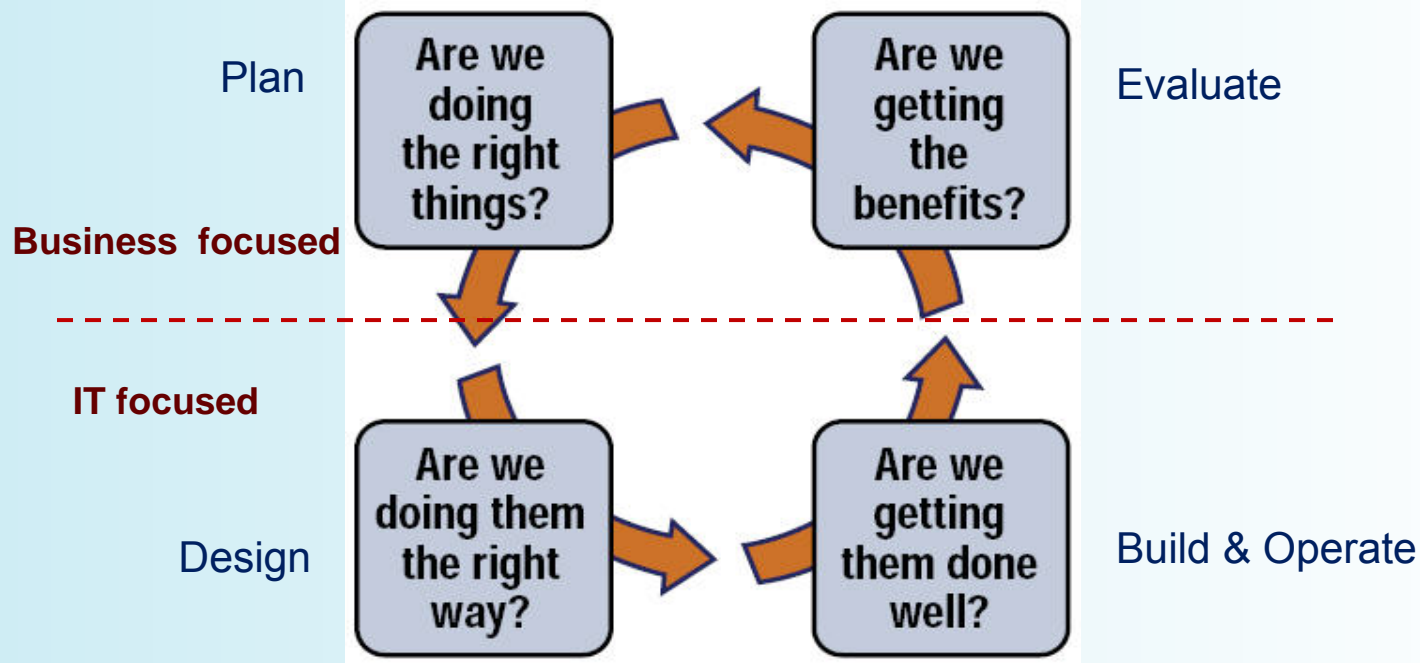 Plan
Are we
doing
the right
things?
Are we
getting
the
benefits?
Evaluate
Business  focused
IT focused
Design
Are we
doing them
the right
way?
Are we
getting
them done
well?
Build & Operate